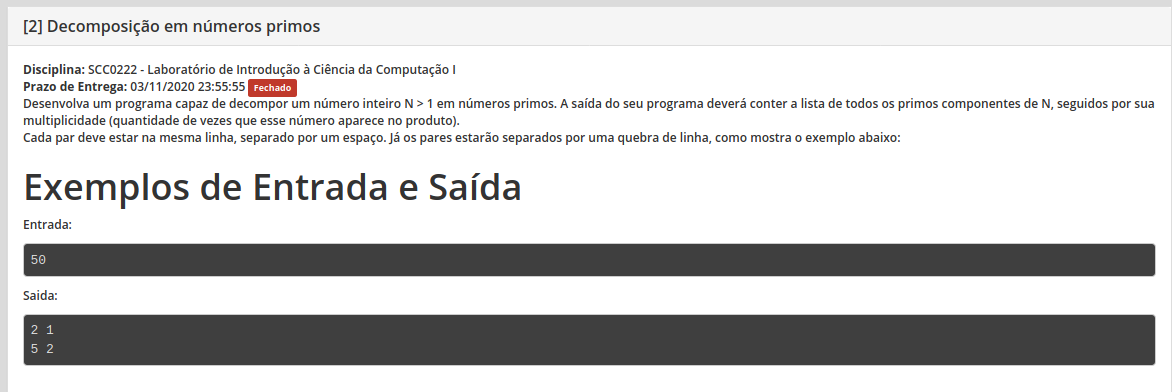 [2] Decomposição em números primos
Disciplina: SCC0222 - Laboratório de Introdução à Ciência da Computação I
Prazo de Entrega: 03/11/2020 23:55:55 Fechado
Desenvolva um programa capaz de decompor um número inteiro N > 1 em números primos. A saída do seu programa deverá conter a lista de todos os primos componentes de N, seguidos por sua
multiplicidade (quantidade de vezes que esse número aparece no produto).
Cada par deve estar na mesma linha, separado por um espaço. Já os pares estarão separados por uma quebra de linha, como mostra o exemplo abaixo:
Exemplos de Entrada e Saída
Entrada:
50
Saida:
2 1
5 2